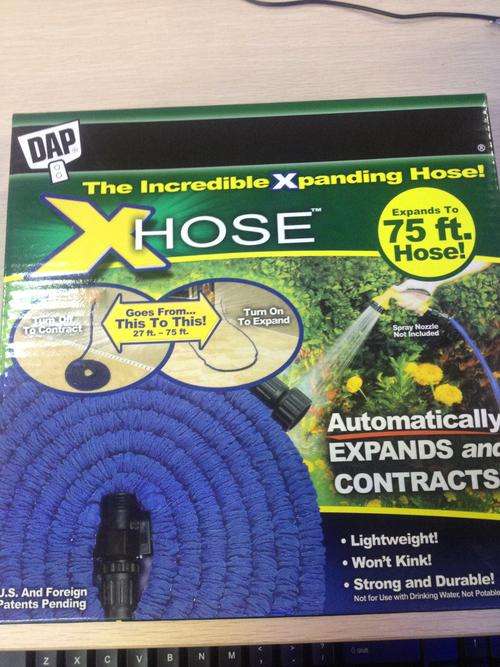 DAP
®
The Incredible Xpanding Hose!
XHOSE™
Expands To
75 ft.
Hose!
Turn Off
To Contract
Goes From...
This To This!
27 ft. – 75 ft.
Turn On
To Expand
Spray Nozzle
Not Included
Automatically
EXPANDS and
CONTRACTS
• Lightweight!
• Won't Kink!
• Strong and Durable!
Not for Use with Drinking Water, Not Potable
U.S. And Foreign
Patents Pending
Z X C V B N M < >
Shift